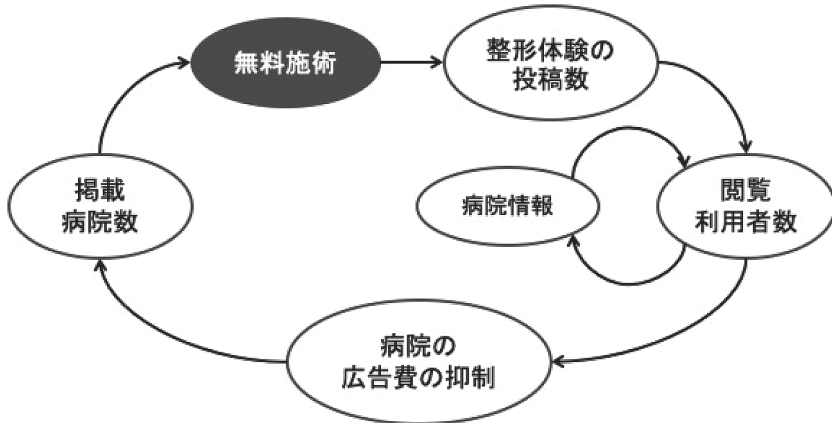 無料施術
整形体験の
投稿数
掲載
病院数
病院情報
閲覧
利用者数
病院の
広告費の抑制